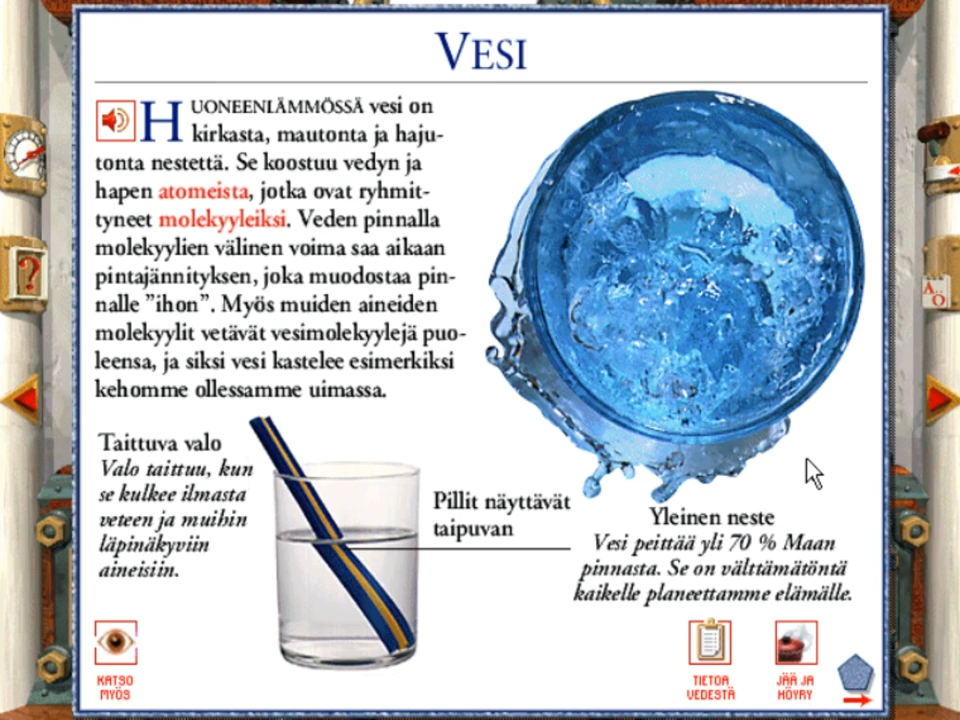 VESI
HUONEENLÄMMÖSSÄ vesi on
kirkasta, mautonta ja haju-
tonta nestettä. Se koostuu vedyn ja
hapen atomeista, jotka ovat ryhmit-
tyneet molekyyleiksi. Veden pinnalla
molekyylien välinen voima saa aikaan
pintajännityksen, joka muodostaa pin-
nalle ”ihon”. Myös muiden aineiden
molekyylit vetävät vesimolekyylejä puo-
leensa, ja siksi vesi kastelee esimerkiksi
kehomme ollessamme uimassa.
Taittuva valo
Valo taittuu, kun
se kulkee ilmasta
veteen ja muihin
läpinäkyviin
aineisiin.
Pillit näyttävät
taipuvan
Yleinen neste
Vesi peittää yli 70 % Maan
pinnasta. Se on välttämätöntä
kaikelle planeettamme elämälle.
KATSO
MYÖS
TIETOA
VEDESTÄ
JÄÄ JA
HÖYRY
?
A...
Ö